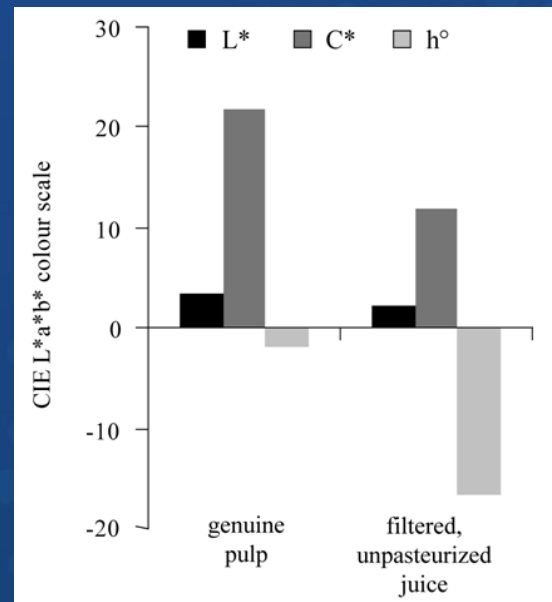 30
L* C* h°
20
10
0
-10
-20
CIE L*a*b* colour scale
genuine
pulp
filtered,
unpasteurized
juice